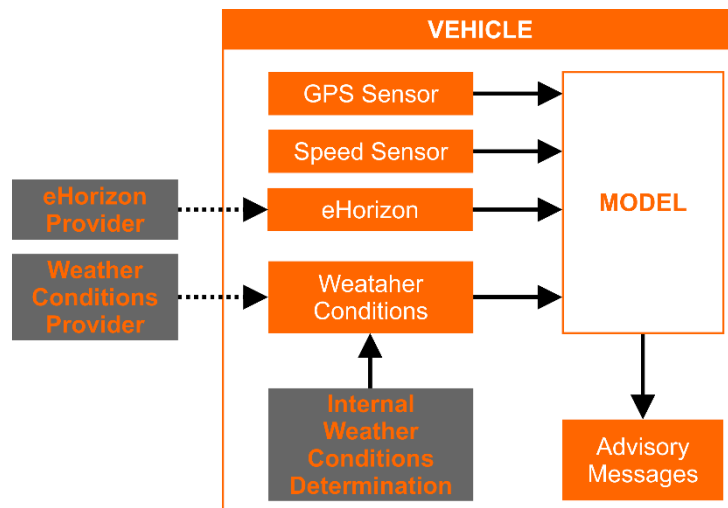 VEHICLE
GPS Sensor
Speed Sensor
eHorizon
Provider
eHorizon
MODEL
Weather
Conditions
Provider
Weataher
Conditions
Internal
Weather
Conditions
Determination
Advisory
Messages